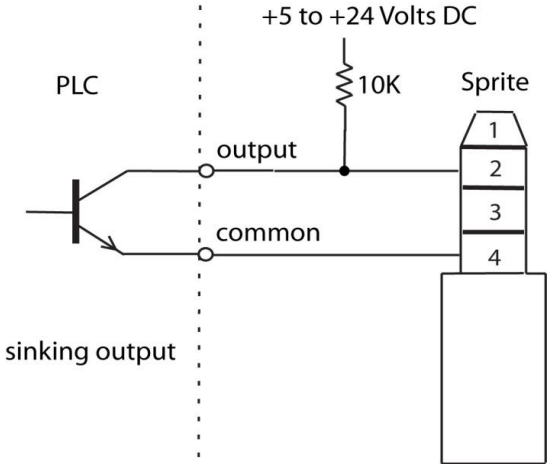 +5 to +24 Volts DC
PLC
10K
Sprite
1
output
2
3
common
4
sinking output